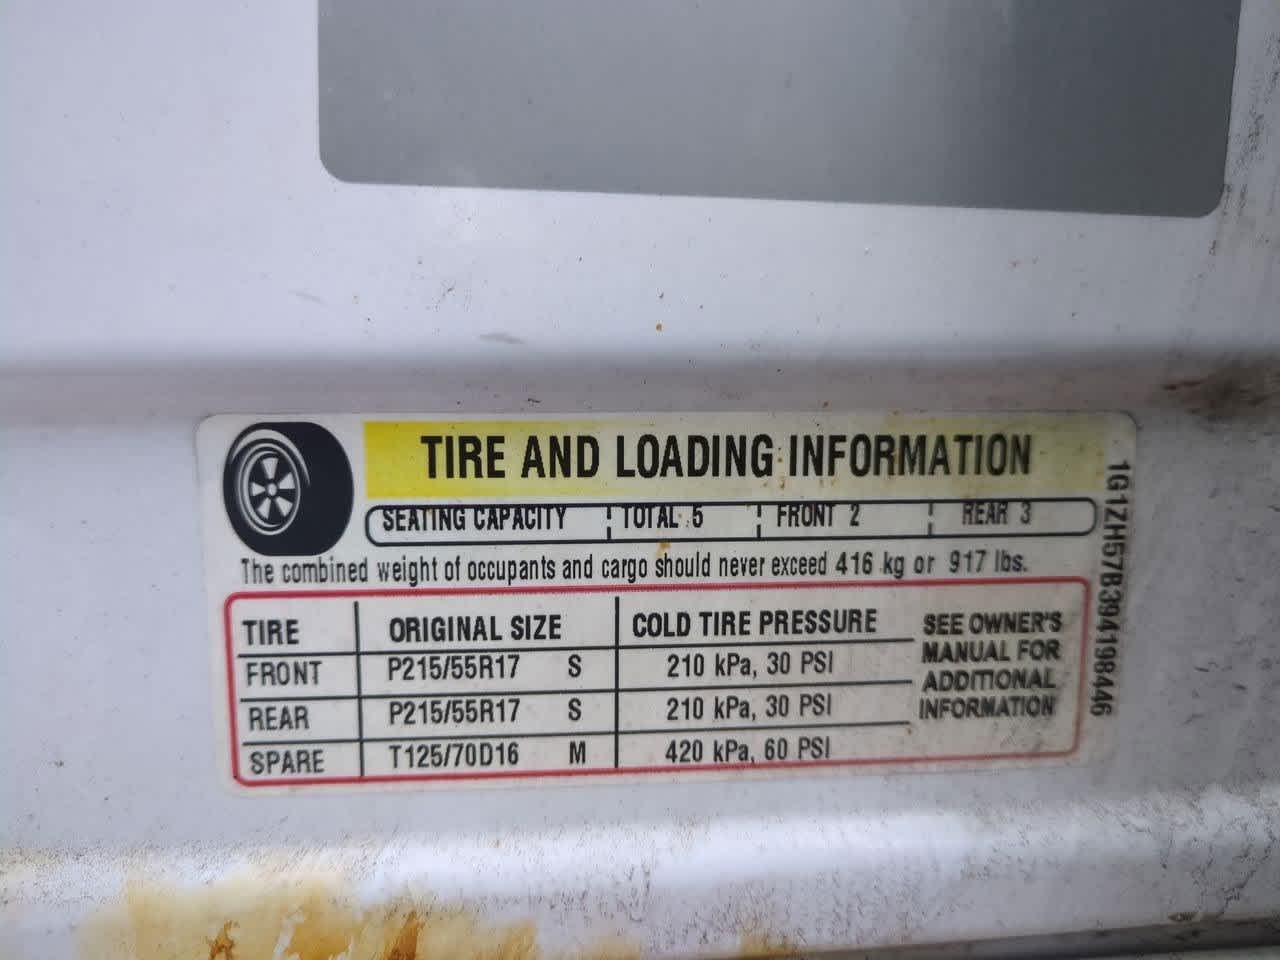 TIRE AND LOADING INFORMATION
SEATING CAPACITY TOTAL 5 FRONT 2 REAR 3
The combined weight of occupants and cargo should never exceed 416 kg or 917 lbs.
TIRE ORIGINAL SIZE COLD TIRE PRESSURE
FRONT P215/55R17 S 210 kPa, 30 PSI
REAR P215/55R17 S 210 kPa, 30 PSI
SPARE T125/70D16 M 420 kPa, 60 PSI
SEE OWNER'S
MANUAL FOR
ADDITIONAL
INFORMATION
1G1ZH57B394198446